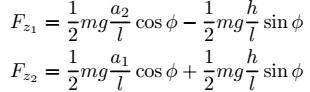 F_{z_1} = \frac{1}{2} mg \frac{a_2}{l} \cos\phi - \frac{1}{2} mg \frac{h}{l} \sin\phi
F_{z_2} = \frac{1}{2} mg \frac{a_1}{l} \cos\phi + \frac{1}{2} mg \frac{h}{l} \sin\phi